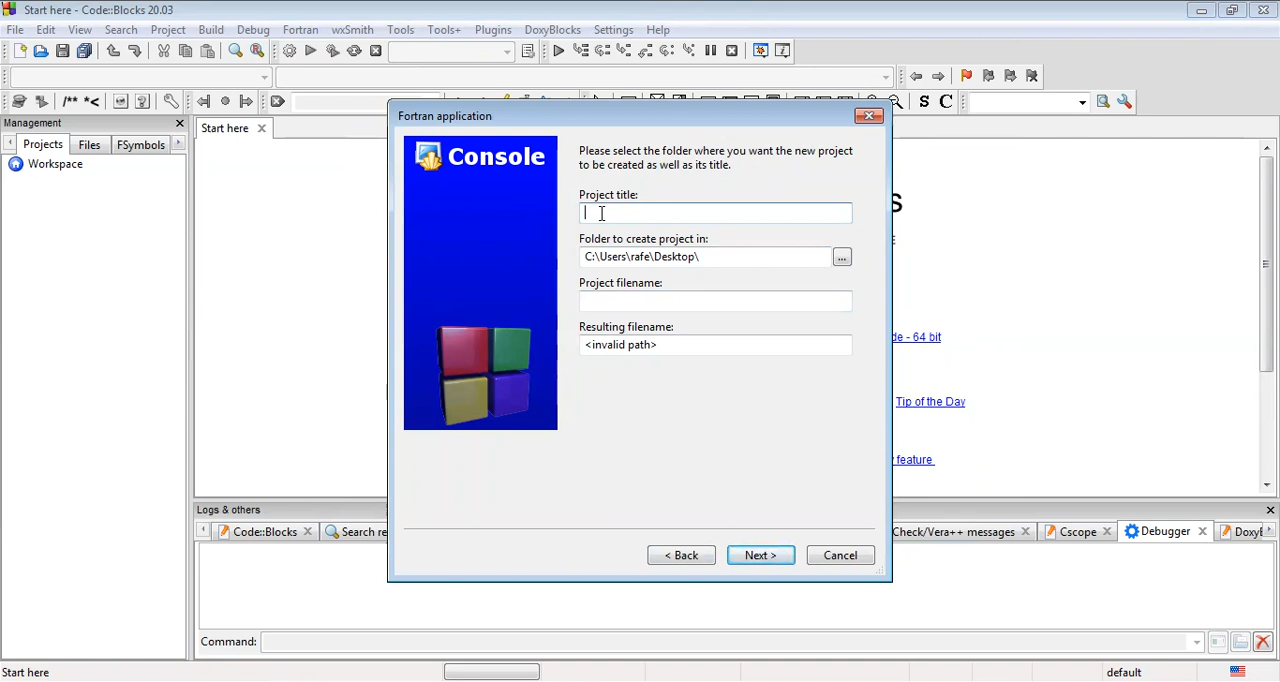 Start here - Code::Blocks 20.03
File Edit View Search Project Build Debug Fortran wxSmith Tools Tools+ Plugins DoxyBlocks Settings Help
/** *< S C
Management
Projects Files FSymbols
Workspace
Start here
Fortran application
Console
Please select the folder where you want the new project
to be created as well as its title.
Project title:
Folder to create project in:
C:\Users\rafe\Desktop\
...
Project filename:
Resulting filename:
<invalid path>
< Back Next > Cancel
s
de - 64 bit
Tip of the Day
feature
Logs & others
Code::Blocks Search re Check/Vera++ messages Cscope Debugger DoxyB
Command:
Start here default